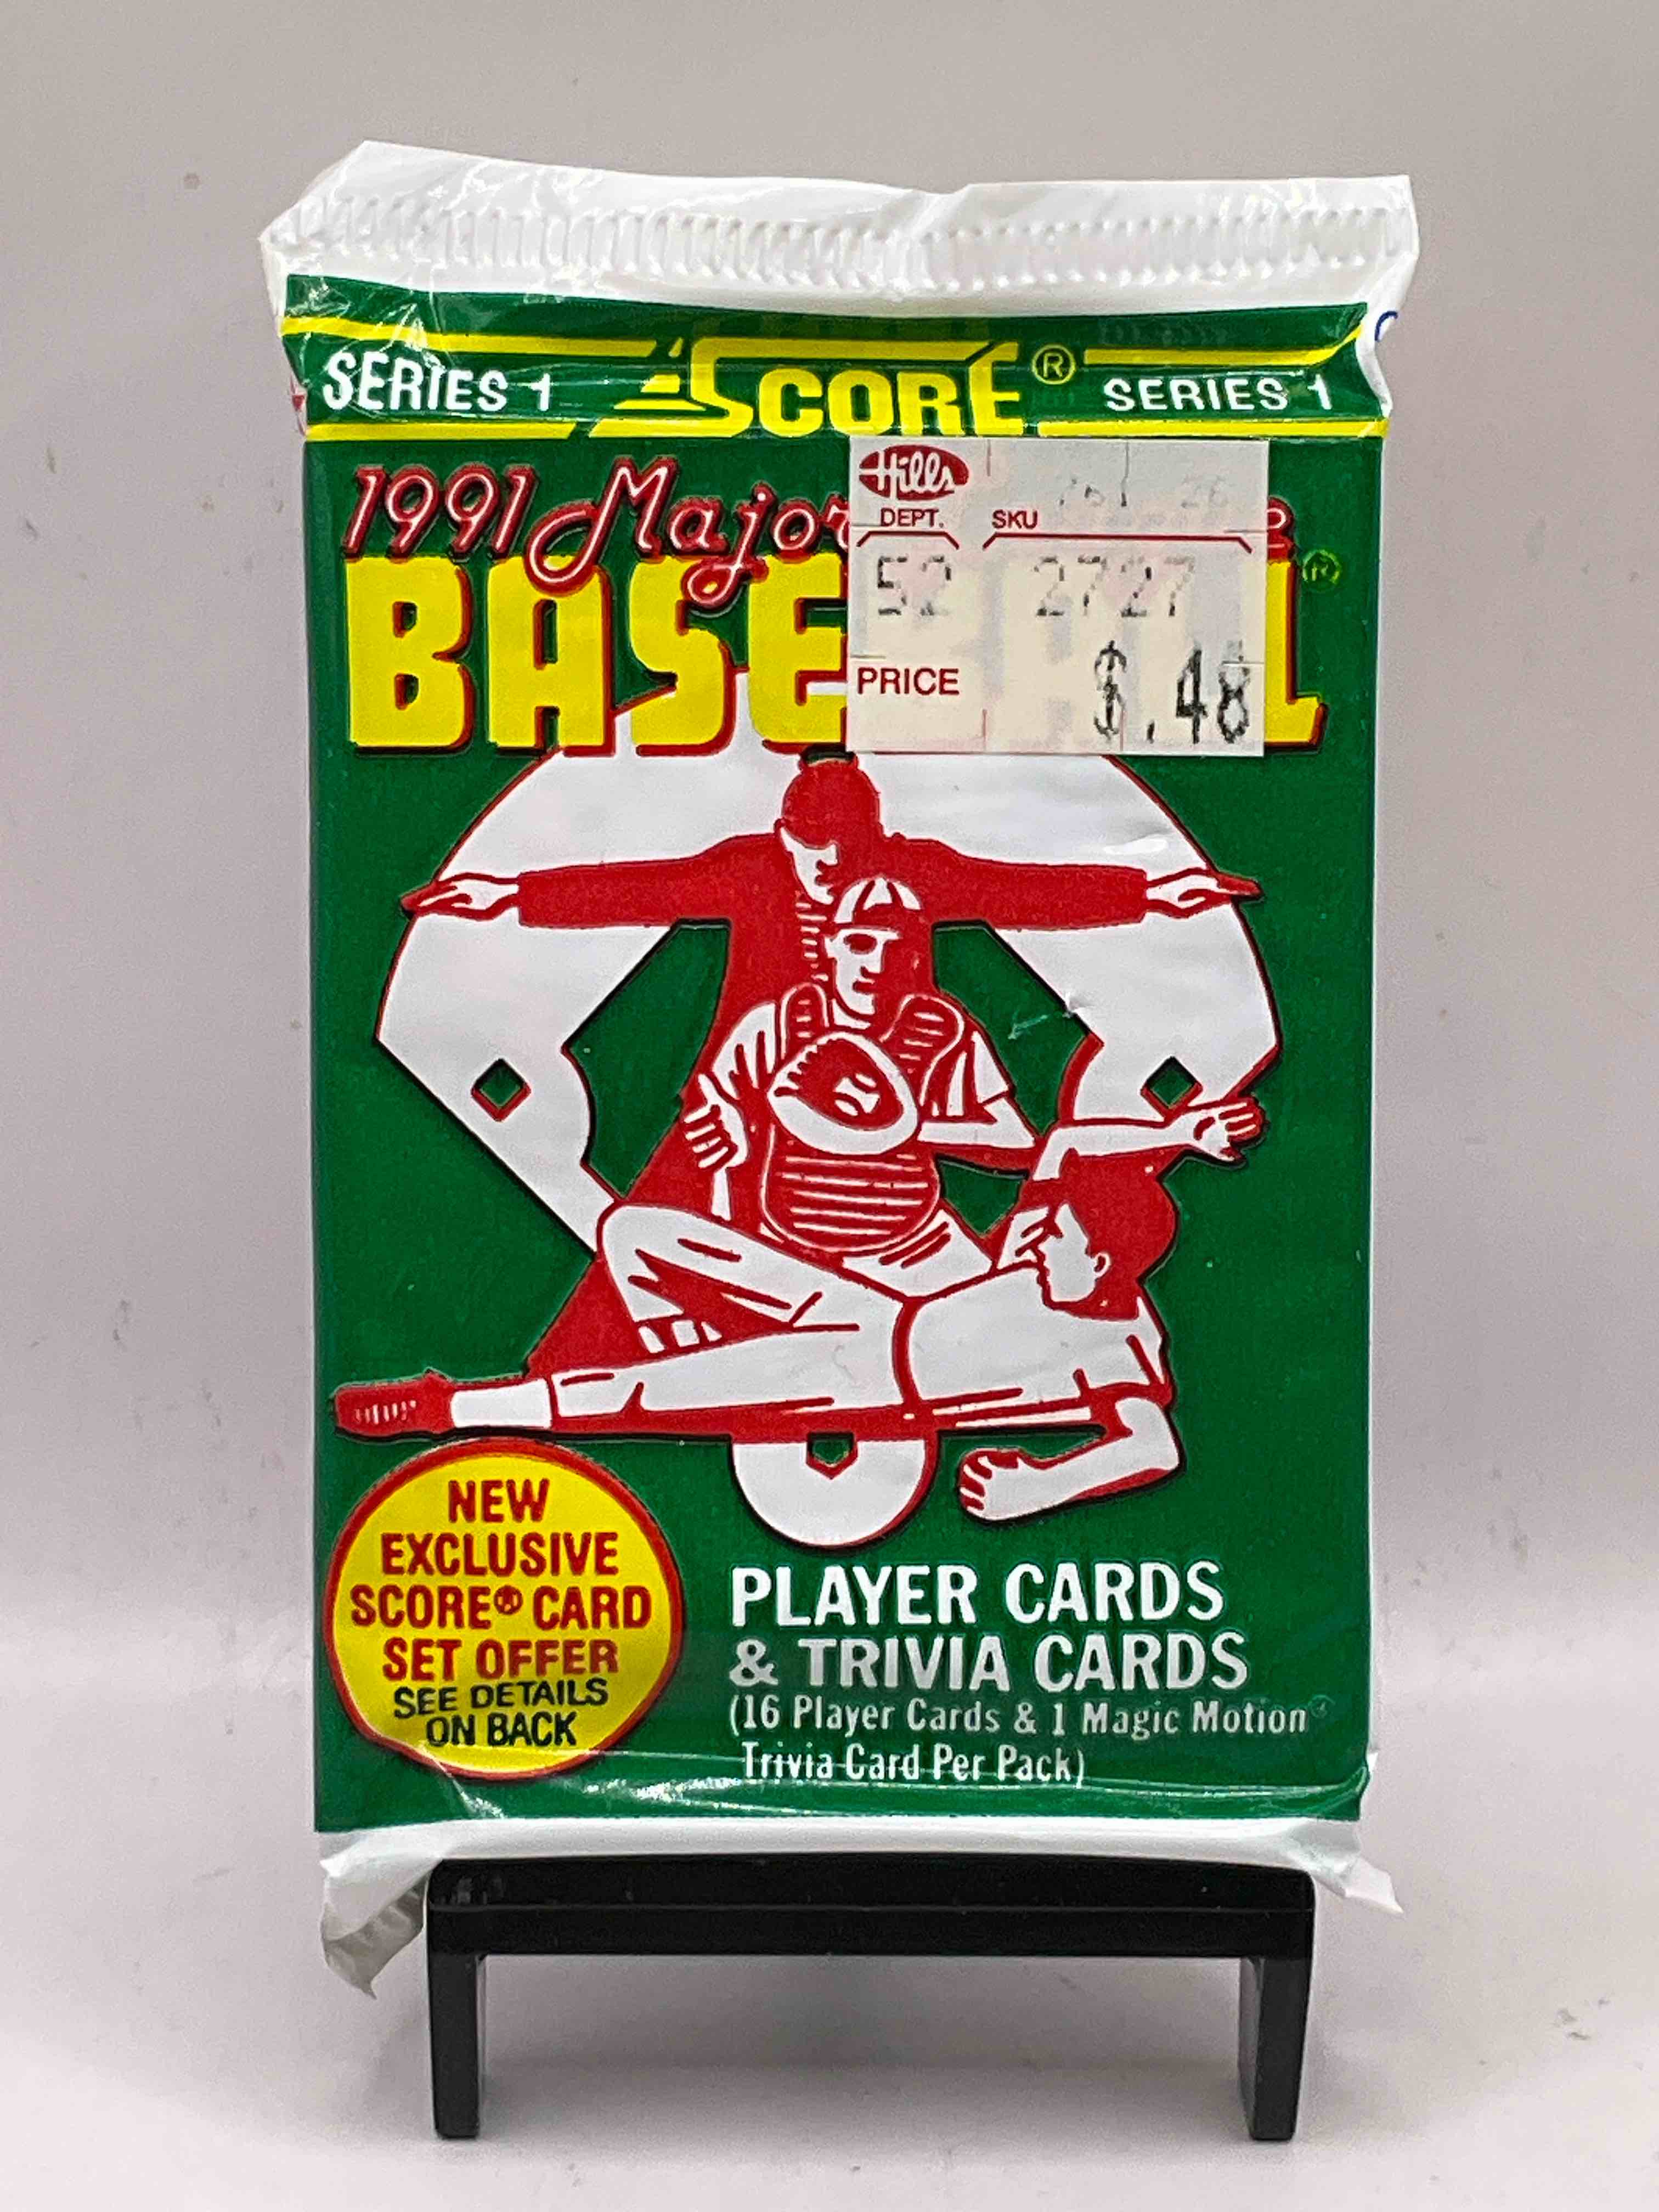 SERIES 1 SCORE® SERIES 1
1991 Major
BASE L®
Hills
DEPT. SKU
52 2727
PRICE $.48
NEW
EXCLUSIVE
SCORE® CARD
SET OFFER
SEE DETAILS
ON BACK
PLAYER CARDS
& TRIVIA CARDS
(16 Player Cards & 1 Magic Motion®
Trivia Card Per Pack)